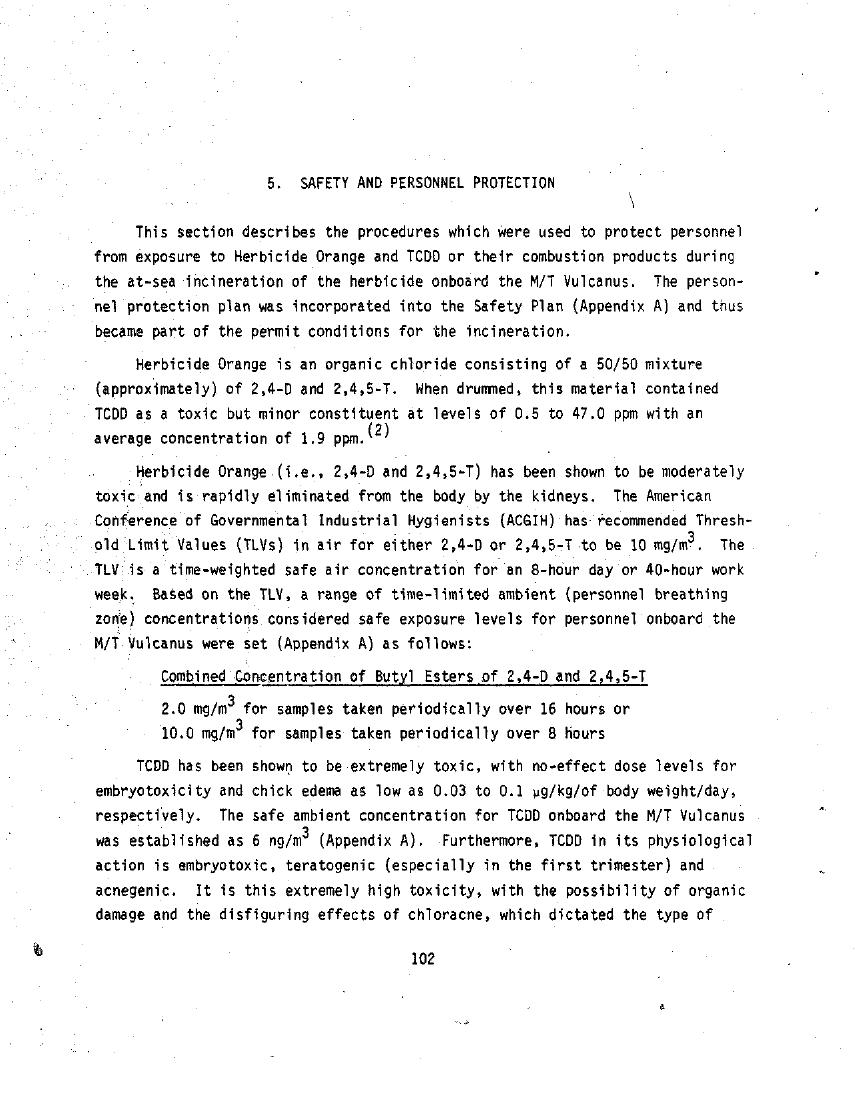 5. SAFETY AND PERSONNEL PROTECTION
This section describes the procedures which were used to protect personnel
from exposure to Herbicide Orange and TCDD or their combustion products during
the at-sea incineration of the herbicide onboard the M/T Vulcanus. The person-
nel protection plan was incorporated into the Safety Plan (Appendix A) and thus
became part of the permit conditions for the incineration.
Herbicide Orange is an organic chloride consisting of a 50/50 mixture
(approximately) of 2,4-D and 2,4,5-T. When drummed, this material contained
TCDD as a toxic but minor constituent at levels of 0.5 to 47.0 ppm with an
average concentration of 1.9 ppm.(2)
Herbicide Orange (i.e., 2,4-D and 2,4,5-T) has been shown to be moderately
toxic and is rapidly eliminated from the body by the kidneys. The American
Conference of Governmental Industrial Hygienists (ACGIH) has recommended Thresh-
old Limit Values (TLVs) in air for either 2,4-D or 2,4,5-T to be 10 mg/m3. The
TLV is a time-weighted safe air concentration for an 8-hour day or 40-hour work
week. Based on the TLV, a range of time-limited ambient (personnel breathing
zone) concentrations considered safe exposure levels for personnel onboard the
M/T Vulcanus were set (Appendix A) as follows:
Combined Concentration of Butyl Esters of 2,4-D and 2,4,5-T
2.0 mg/m3 for samples taken periodically over 16 hours or
10.0 mg/m3 for samples taken periodically over 8 hours
TCDD has been shown to be extremely toxic, with no-effect dose levels for
embryotoxicity and chick edema as low as 0.03 to 0.1 µg/kg/of body weight/day,
respectively. The safe ambient concentration for TCDD onboard the M/T Vulcanus
was established as 6 ng/m3 (Appendix A). Furthermore, TCDD in its physiological
action is embryotoxic, teratogenic (especially in the first trimester) and
acnegenic. It is this extremely high toxicity, with the possibility of organic
damage and the disfiguring effects of chloracne, which dictated the type of
102